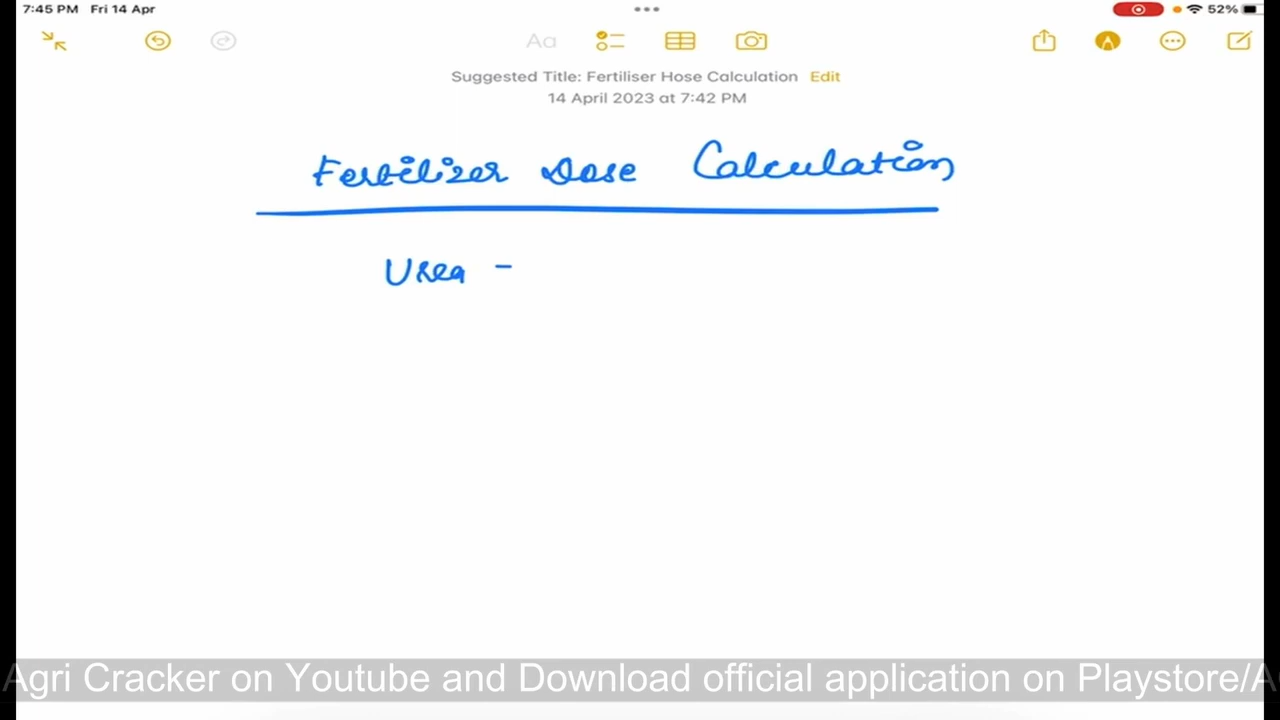 7:45 PM Fri 14 Apr
52%
Aa
Suggested Title: Fertiliser Hose Calculation Edit
14 April 2023 at 7:42 PM
Fertilizer Dose Calculation
Urea -
Agri Cracker on Youtube and Download official application on Playstore/A